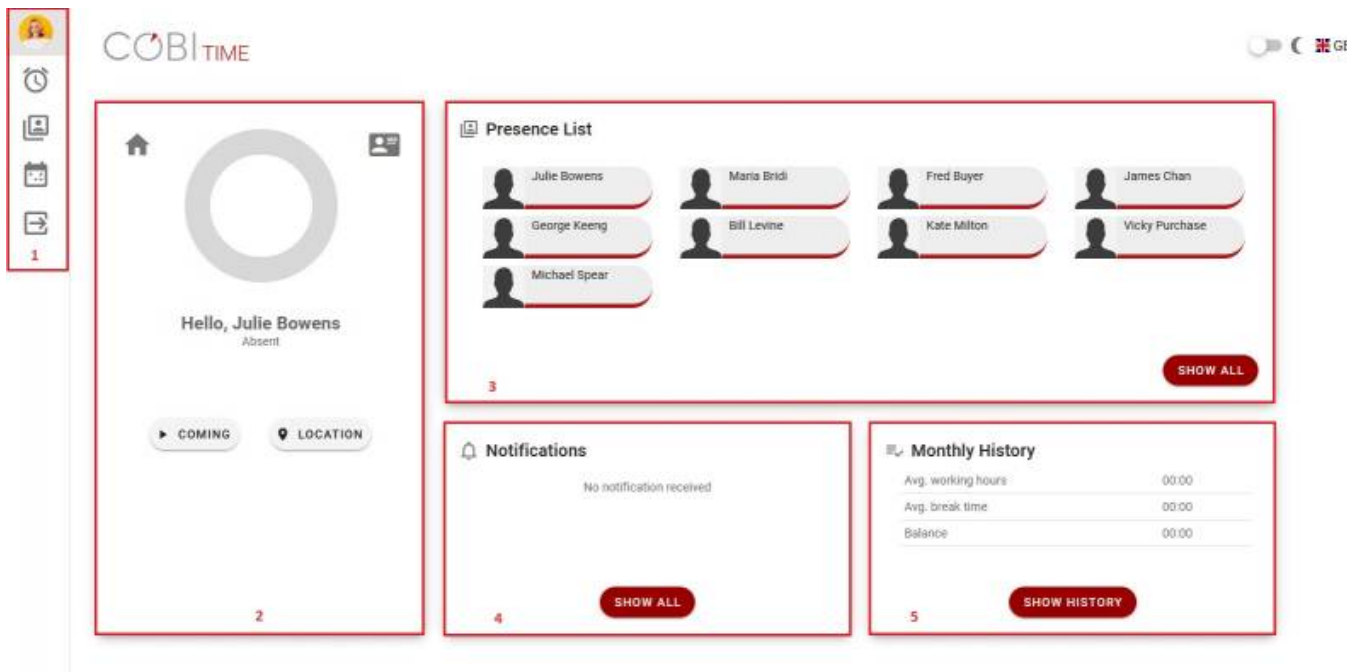 COBI TIME
GB
1
Hello, Julie Bowens
Absent
COMING
LOCATION
2
Presence List
Julie Bowens
Maria Bridi
Fred Buyer
James Chan
George Keeng
Bill Levine
Kate Milton
Vicky Purchase
Michael Spear
SHOW ALL
3
Notifications
No notification received
SHOW ALL
4
Monthly History
Avg. working hours 00:00
Avg. break time 00:00
Balance 00:00
SHOW HISTORY
5